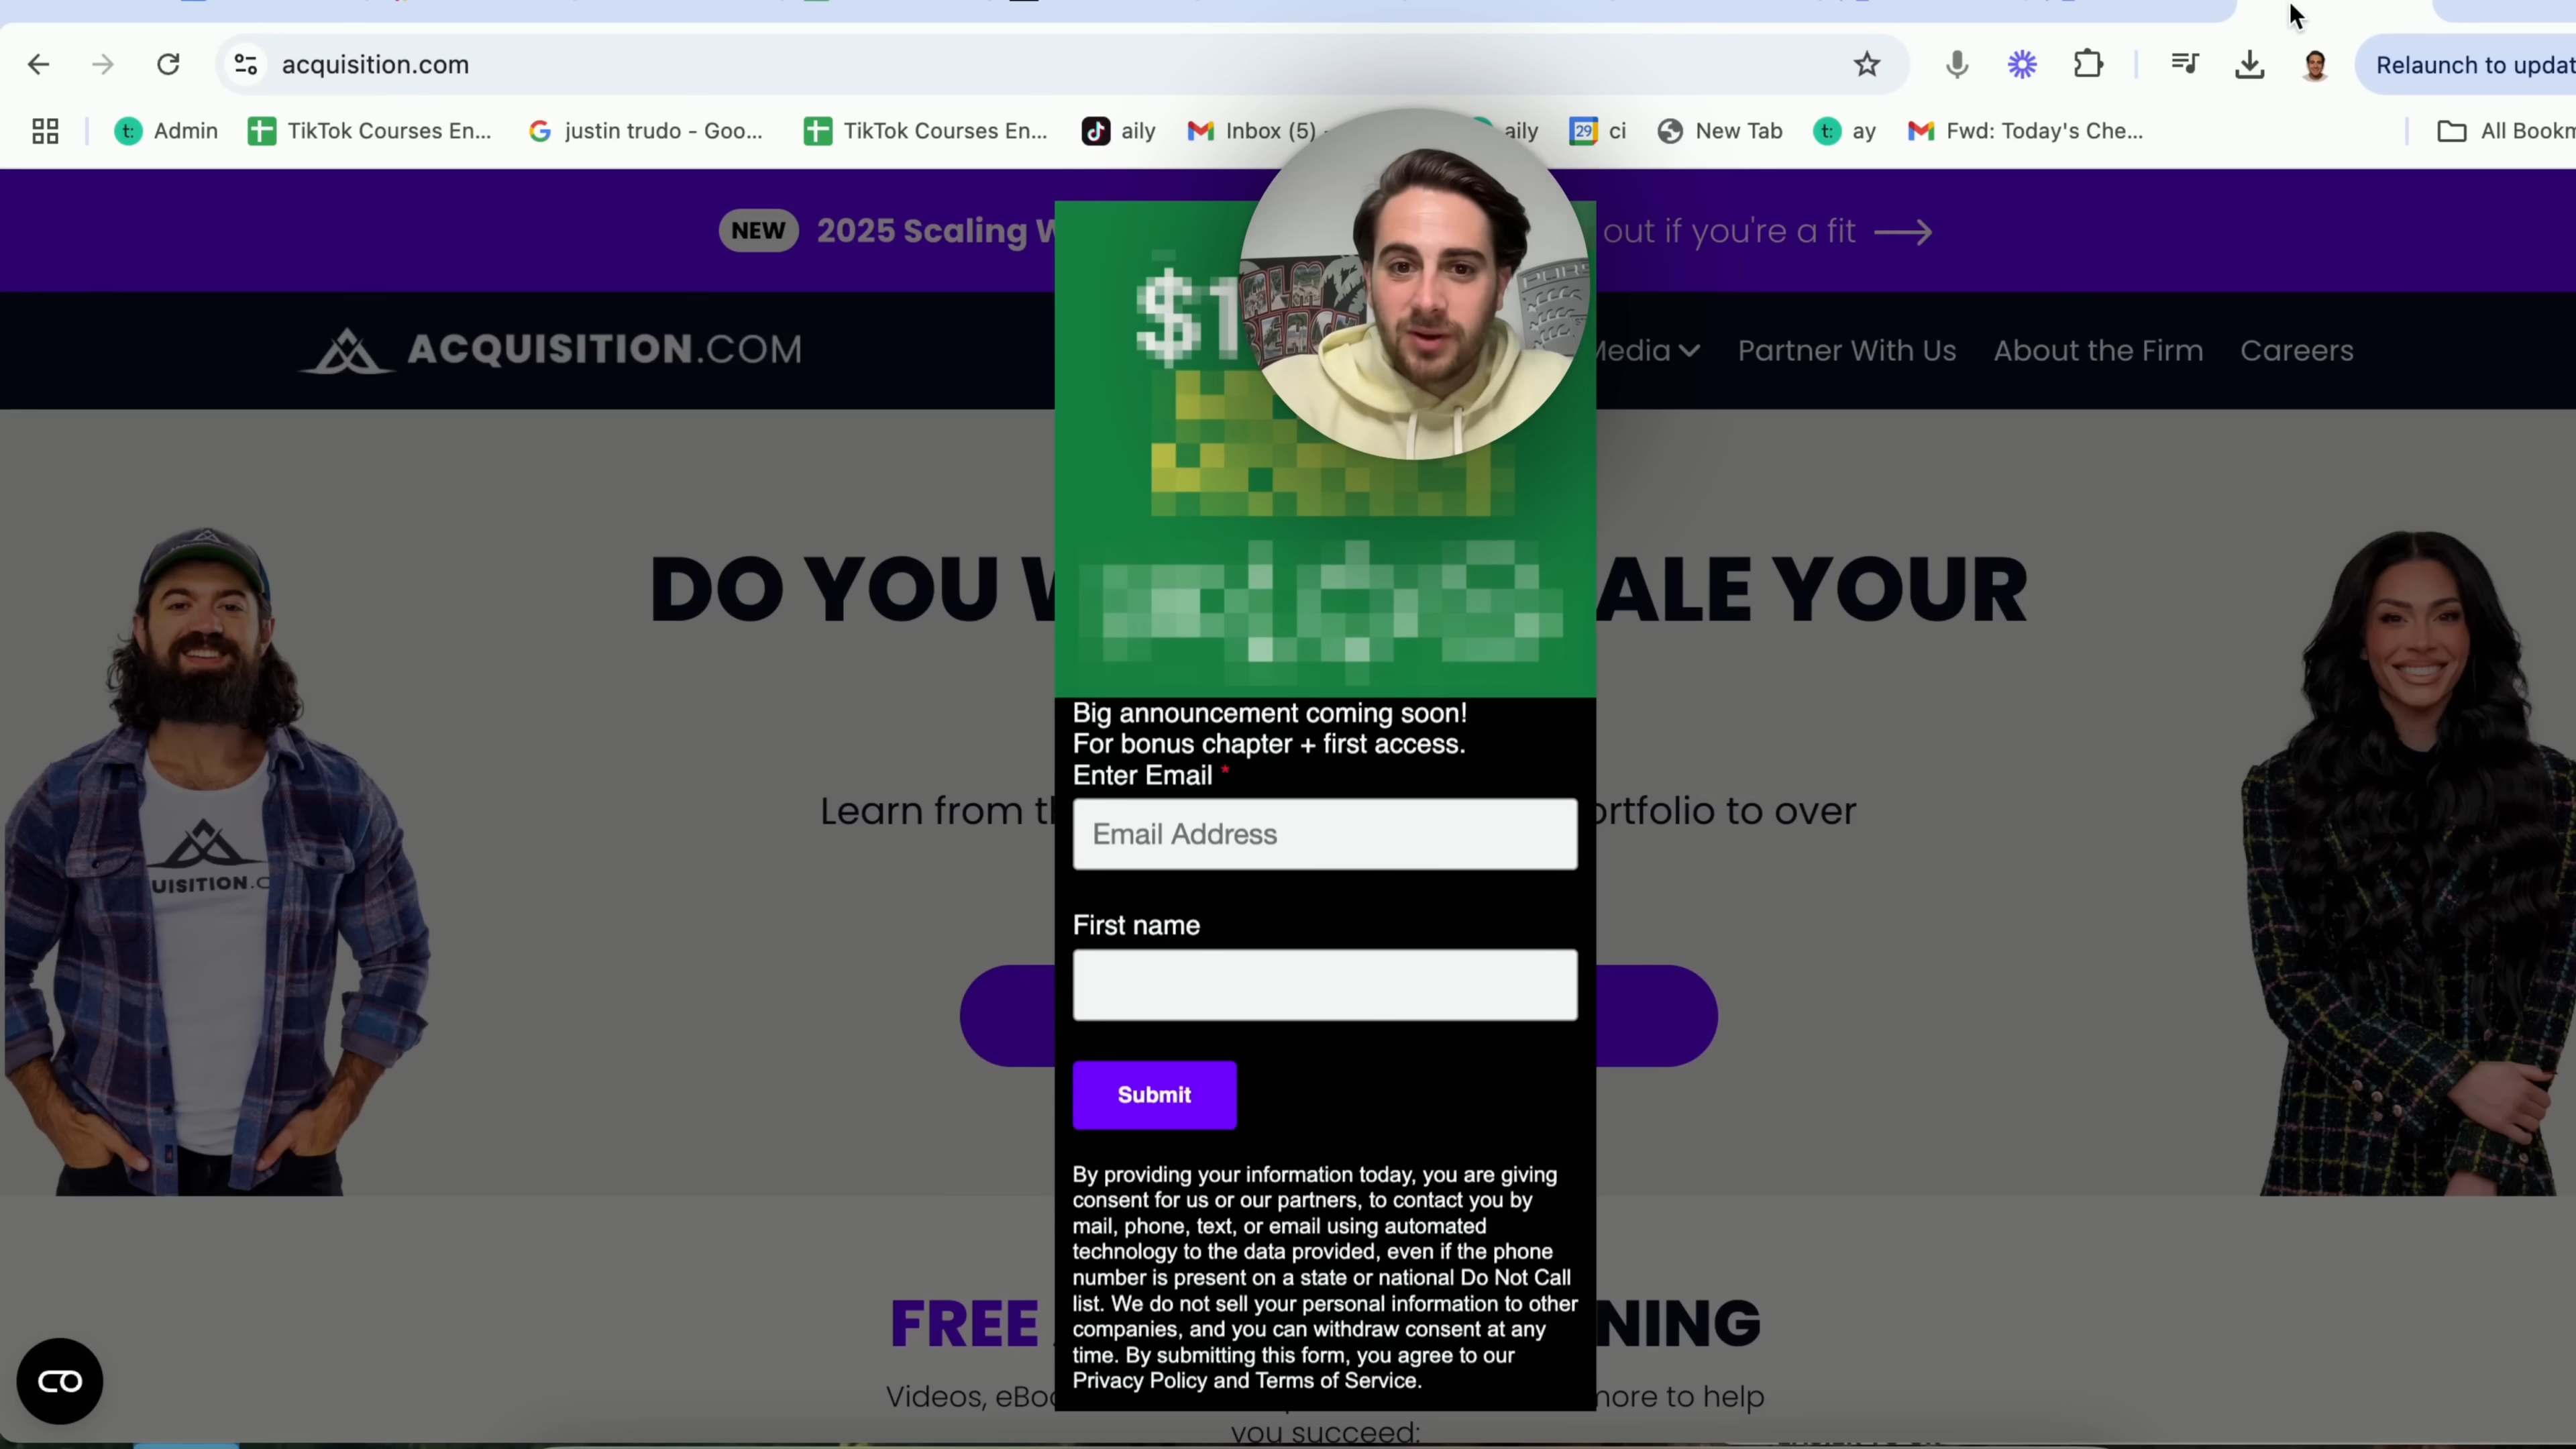 acquisition.com
Relaunch to updat
Admin
TikTok Courses En...
justin trudo - Goo...
TikTok Courses En...
aily
Inbox (5)
aily
29
ci
New Tab
ay
Fwd: Today's Che...
All Bookm
NEW 2025 Scaling W
out if you're a fit
ACQUISITION.COM
Media
Partner With Us
About the Firm
Careers
$1
PALM
BEACH
DO YOU W
ALE YOUR
UISITION.C
Learn from th
ortfolio to over
Big announcement coming soon!
For bonus chapter + first access.
Enter Email *
Email Address
First name
Submit
By providing your information today, you are giving
consent for us or our partners, to contact you by
mail, phone, text, or email using automated
technology to the data provided, even if the phone
number is present on a state or national Do Not Call
list. We do not sell your personal information to other
companies, and you can withdraw consent at any
time. By submitting this form, you agree to our
Privacy Policy and Terms of Service.
FREE
NING
Videos, eBoo
more to help
you succeed: